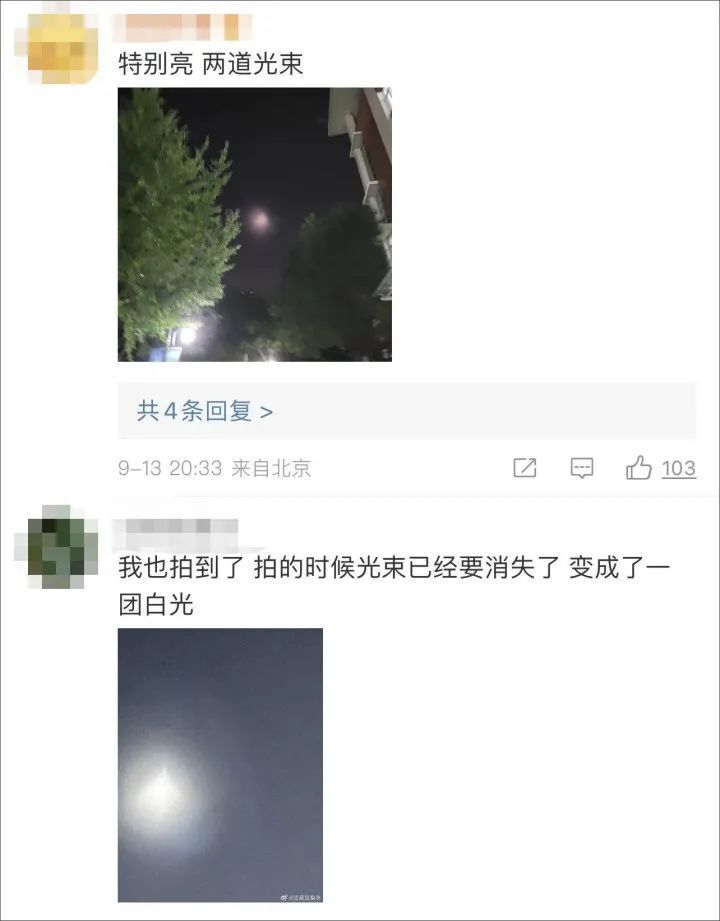 特别亮 两道光束
共4条回复 >
9-13 20:33 来自北京
103
我也拍到了 拍的时候光束已经要消失了 变成了一
团白光